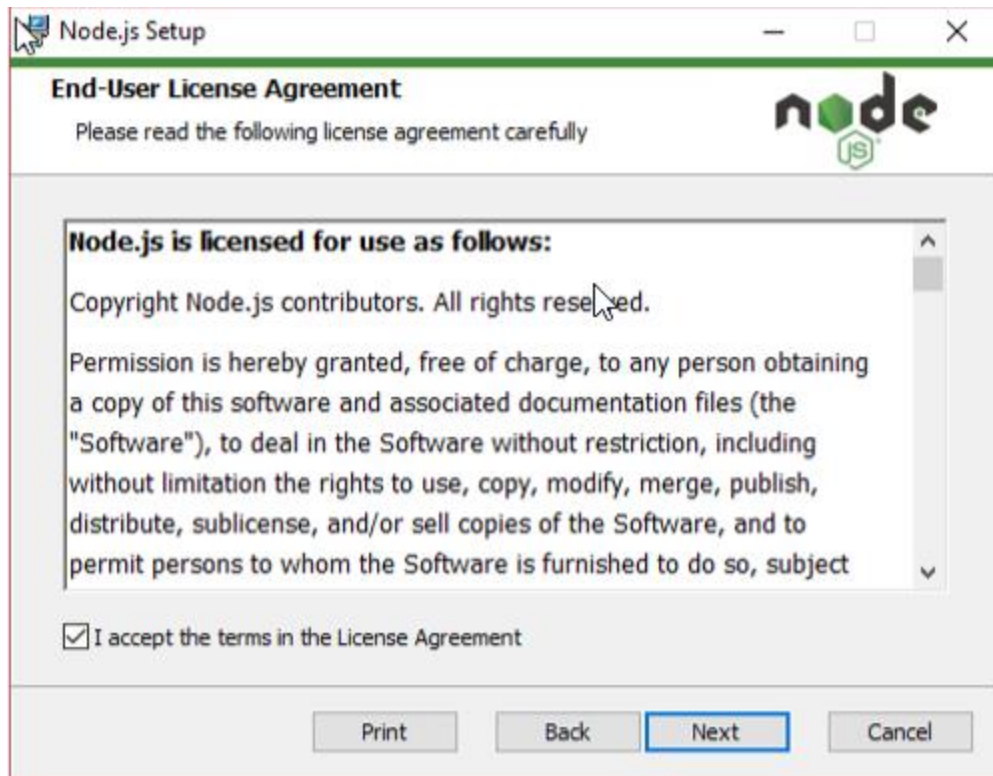 Node.js Setup
End-User License Agreement
Please read the following license agreement carefully
node
JS
Node.js is licensed for use as follows:
Copyright Node.js contributors. All rights reserved.
Permission is hereby granted, free of charge, to any person obtaining
a copy of this software and associated documentation files (the
"Software"), to deal in the Software without restriction, including
without limitation the rights to use, copy, modify, merge, publish,
distribute, sublicense, and/or sell copies of the Software, and to
permit persons to whom the Software is furnished to do so, subject
I accept the terms in the License Agreement
Print Back Next Cancel